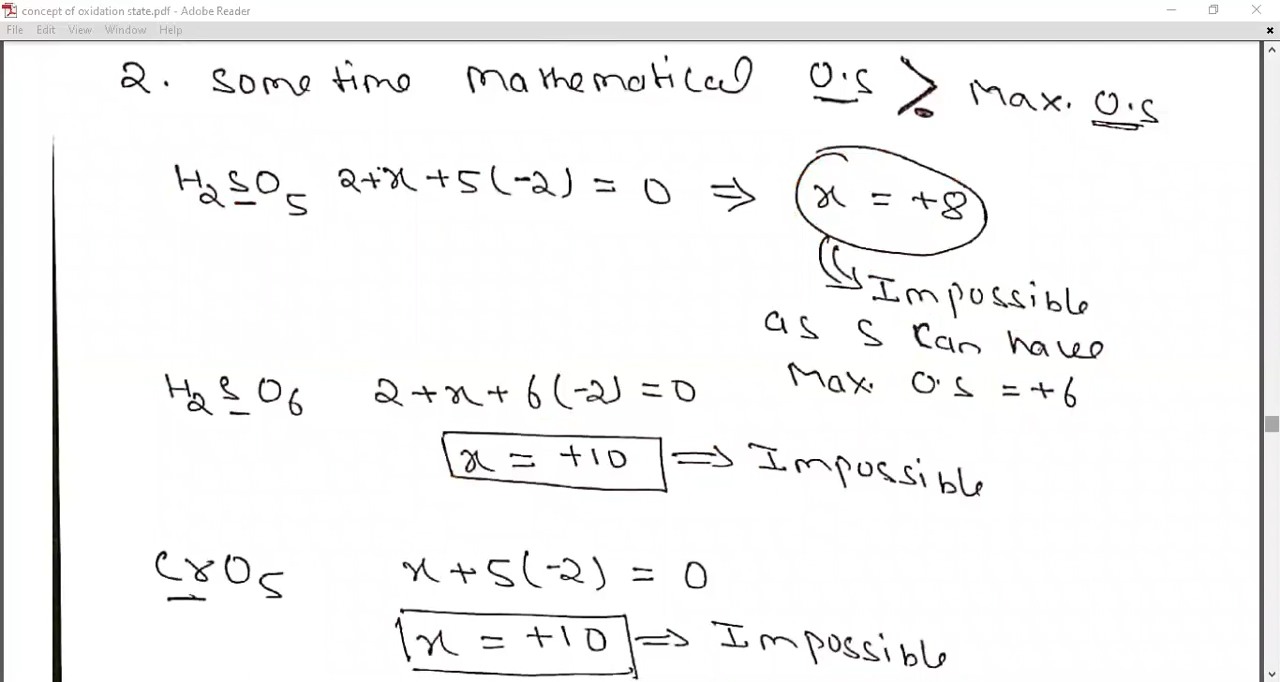 concept of oxidation state.pdf - Adobe Reader
File Edit View Window Help
2. some time mathematical O.S > Max. O.S
H2SO5 2+x+5(-2) = 0 ⇒ x = +8
Impossible
as S can have
Max. O.S = +6
H2SO6 2+x+6(-2) = 0
x = +10 ⇒ Impossible
CrO5 x+5(-2) = 0
x = +10 ⇒ Impossible